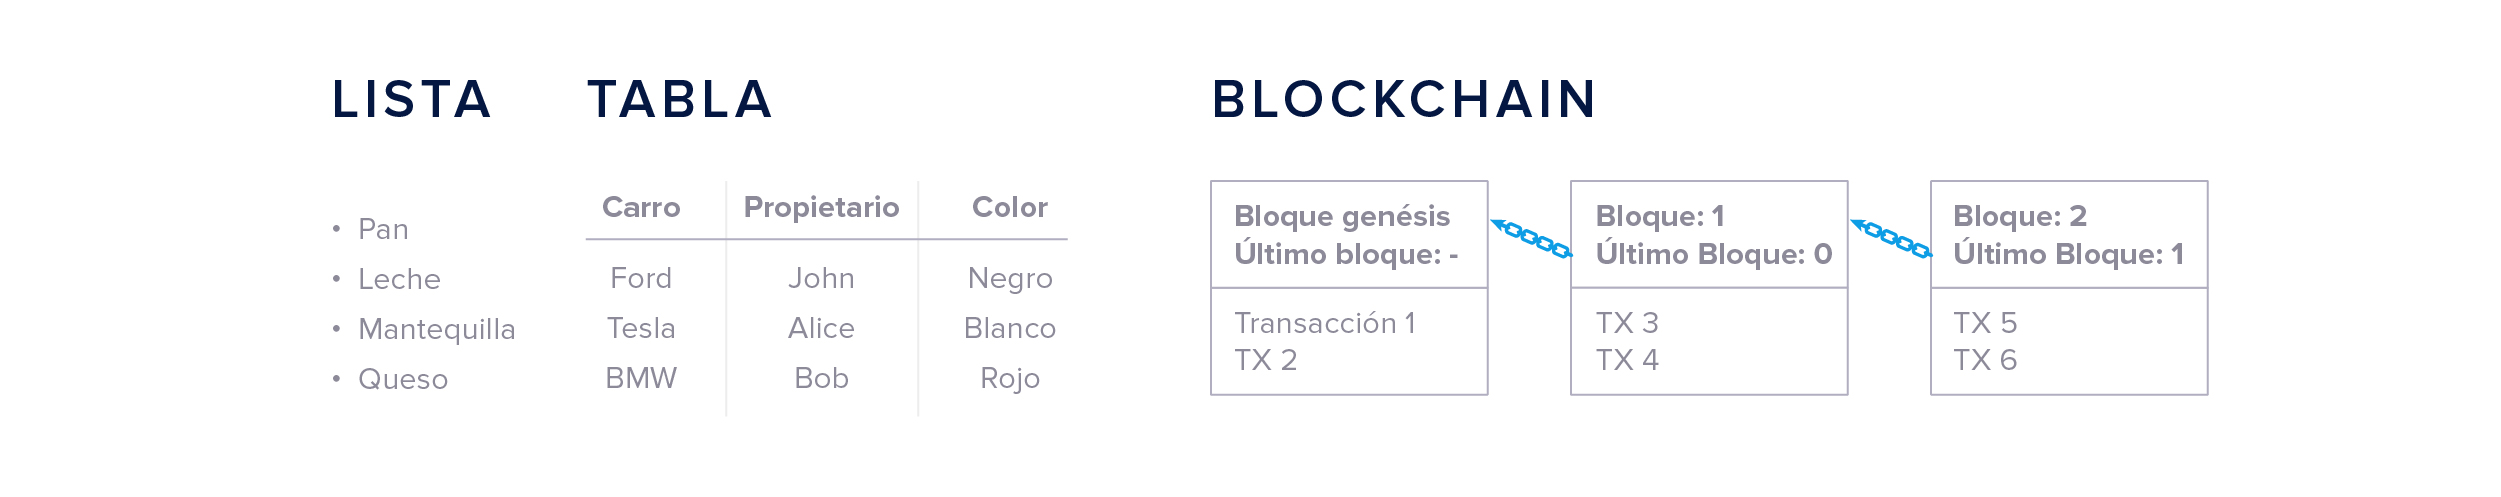 LISTA
• Pan
• Leche
• Mantequilla
• Queso
TABLA
Carro Propietario Color
Ford John Negro
Tesla Alice Blanco
BMW Bob Rojo
BLOCKCHAIN
Bloque genésis
Último bloque: -
Transacción 1
TX 2
Bloque: 1
Último Bloque: 0
TX 3
TX 4
Bloque: 2
Último Bloque: 1
TX 5
TX 6